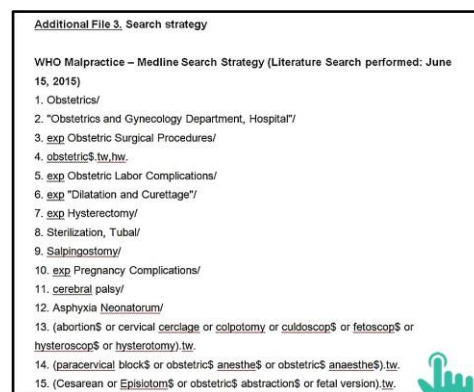 Additional File 3. Search strategy
WHO Malpractice – Medline Search Strategy (Literature Search performed: June
15, 2015)
1. Obstetrics/
2. "Obstetrics and Gynecology Department, Hospital"/
3. exp Obstetric Surgical Procedures/
4. obstetric$.tw,hw.
5. exp Obstetric Labor Complications/
6. exp "Dilatation and Curettage"/
7. exp Hysterectomy/
8. Sterilization, Tubal/
9. Salpingostomy/
10. exp Pregnancy Complications/
11. cerebral palsy/
12. Asphyxia Neonatorum/
13. (abortion$ or cervical cerclage or colpotomy or culdoscop$ or fetoscop$ or
hysteroscop$ or hysterotomy).tw.
14. (paracervical block$ or obstetric$ anesthe$ or obstetric$ anaesthe$).tw.
15. (Cesarean or Episiotom$ or obstetric$ abstraction$ or fetal version).tw.